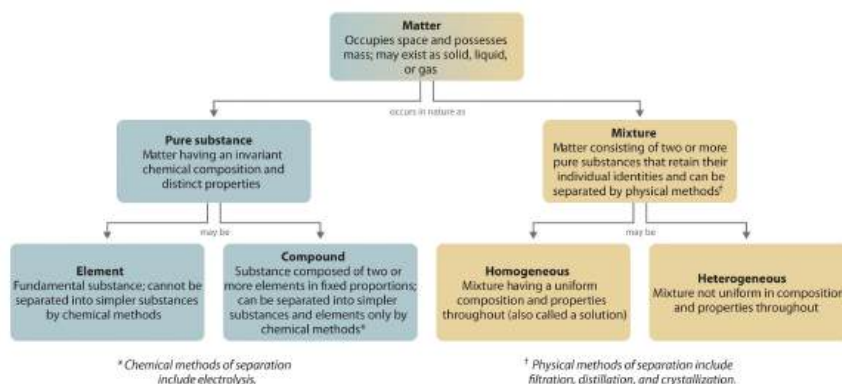 Matter
Occupies space and possesses
mass; may exist as solid, liquid,
or gas
occurs in nature as
Pure substance
Matter having an invariant
chemical composition and
distinct properties
Mixture
Matter consisting of two or more
pure substances that retain their
individual identities and can be
separated by physical methods†
may be
may be
Element
Fundamental substance; cannot be
separated into simpler substances
by chemical methods
Compound
Substance composed of two or
more elements in fixed proportions;
can be separated into simpler
substances and elements only by
chemical methods*
Homogeneous
Mixture having a uniform
composition and properties
throughout (also called a solution)
Heterogeneous
Mixture not uniform in composition
and properties throughout
* Chemical methods of separation
include electrolysis.
† Physical methods of separation include
filtration, distillation, and crystallization.